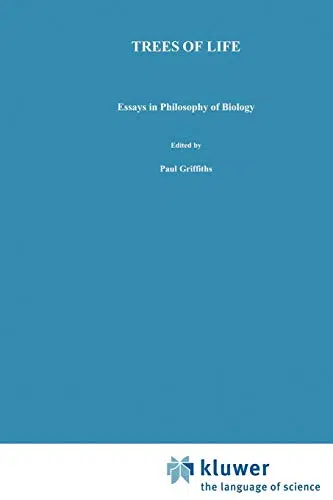 TREES OF LIFE
Essays in Philosophy of Biology
Edited by
Paul Griffiths
kluwer
the language of science